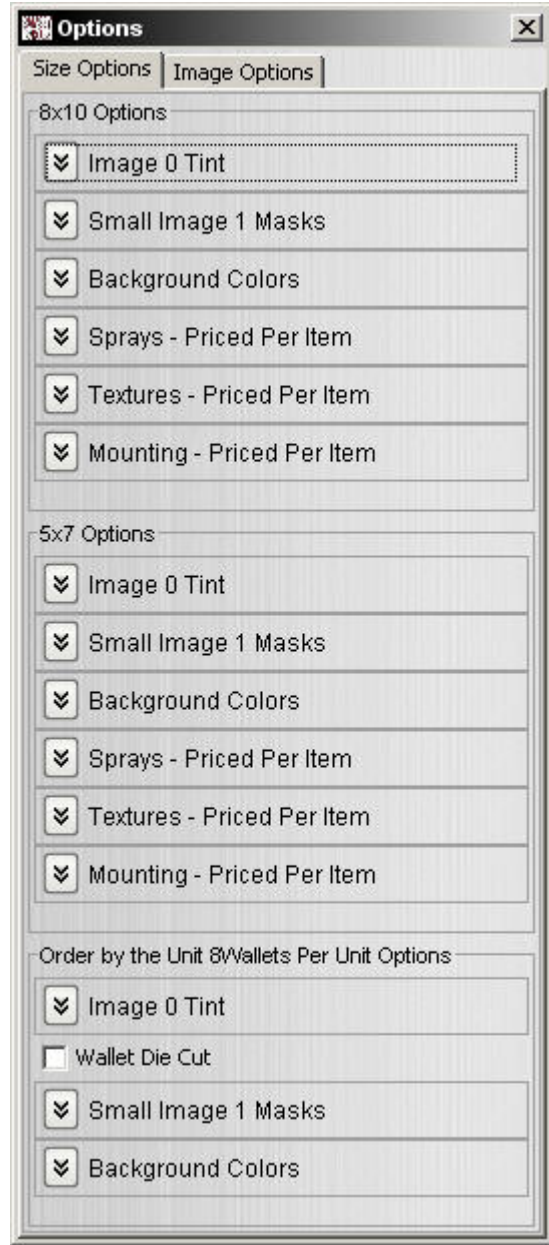 Options
Size Options Image Options
8x10 Options
Image 0 Tint
Small Image 1 Masks
Background Colors
Sprays - Priced Per Item
Textures - Priced Per Item
Mounting - Priced Per Item
5x7 Options
Image 0 Tint
Small Image 1 Masks
Background Colors
Sprays - Priced Per Item
Textures - Priced Per Item
Mounting - Priced Per Item
Order by the Unit 8Wallets Per Unit Options
Image 0 Tint
Wallet Die Cut
Small Image 1 Masks
Background Colors